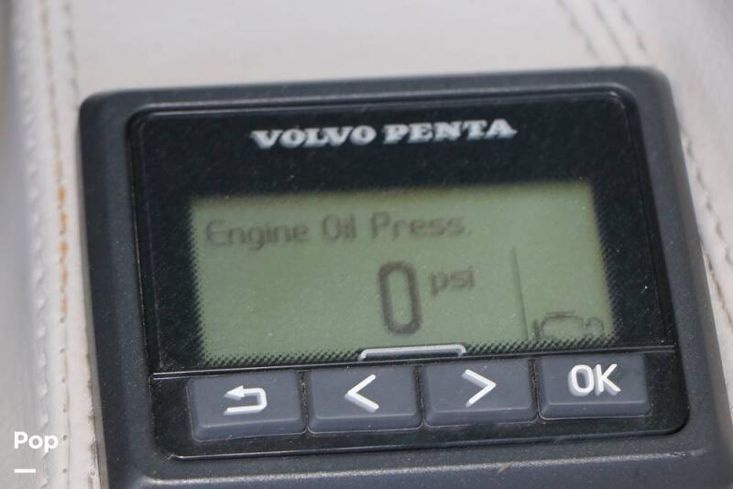 VOLVO PENTA
Engine Oil Press.
0 psi
< > OK
Pop